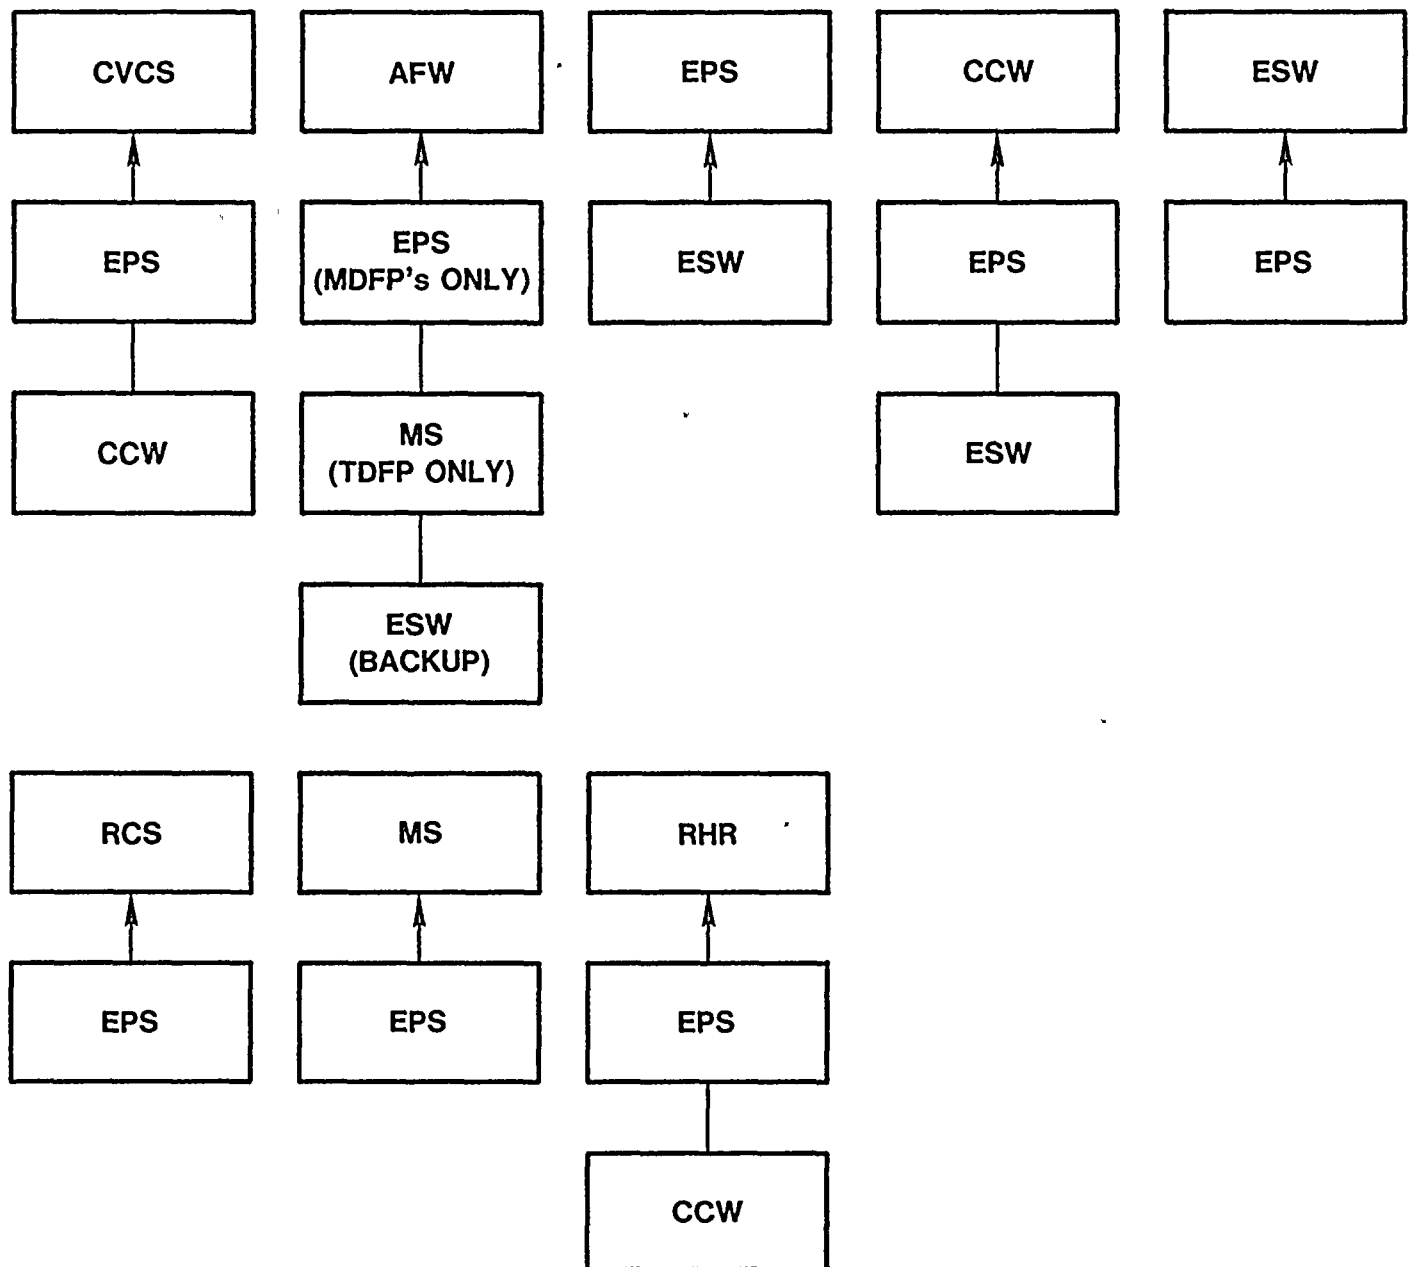 CVCS
EPS
CCW
AFW
EPS
(MDFP's ONLY)
MS
(TDFP ONLY)
ESW
(BACKUP)
EPS
ESW
CCW
EPS
ESW
ESW
EPS
RCS
EPS
MS
EPS
RHR
EPS
CCW